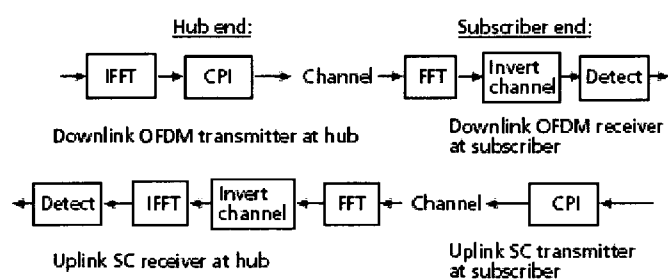 Hub end:
Subscriber end:
IFFT
CPI
Channel
FFT
Invert
channel
Detect
Downlink OFDM transmitter at hub
Downlink OFDM receiver
at subscriber
Detect
IFFT
Invert
channel
FFT
Channel
CPI
Uplink SC receiver at hub
Uplink SC transmitter
at subscriber